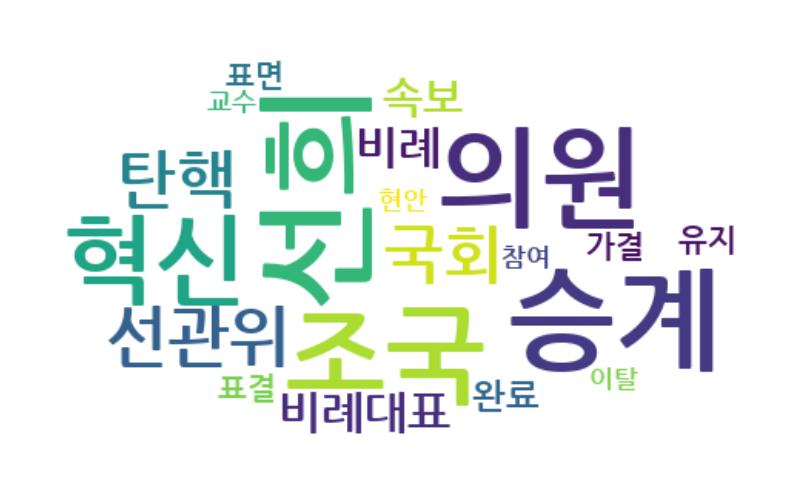 표면
교수
속보
선희
비례
의원
탄핵
현안
혁신
국회
참여
가결
유지
승계
선관위
조국
표결
비례대표
완료
이탈